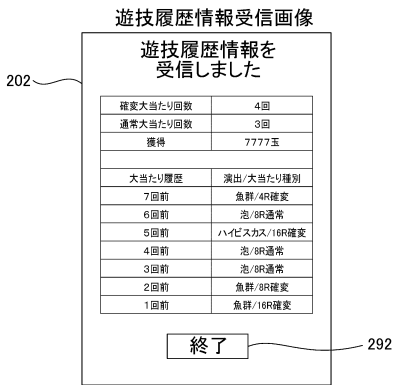 遊技履歴情報受信画像
遊技履歴情報を
受信しました
202
確変大当たり回数 4回
通常大当たり回数 3回
獲得 7777玉
大当たり履歴 演出/大当たり種別
7回前 魚群/4R確変
6回前 泡/8R通常
5回前 ハイビスカス/16R確変
4回前 泡/8R通常
3回前 泡/8R通常
2回前 魚群/8R確変
1回前 魚群/16R確変
終了
292